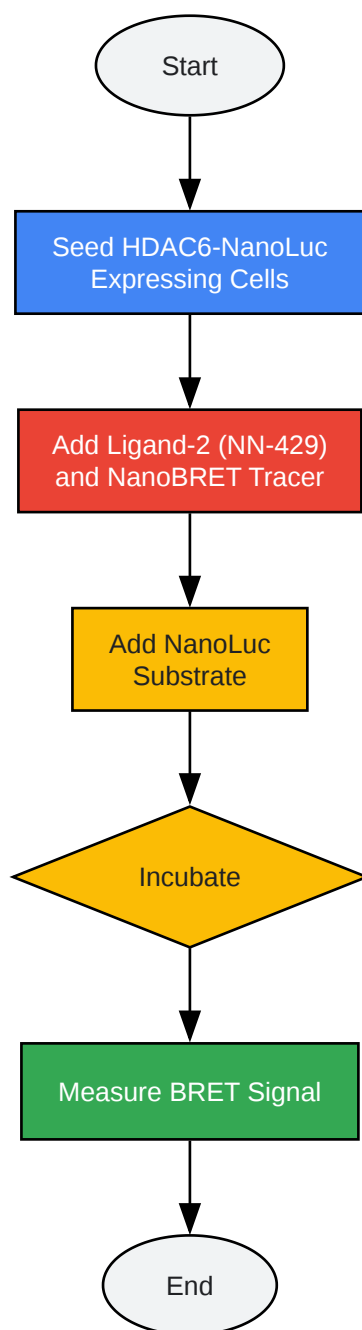 Start
Seed HDAC6-NanoLuc
Expressing Cells
Add Ligand-2 (NN-429)
and NanoBRET Tracer
Add NanoLuc
Substrate
Incubate
Measure BRET Signal
End